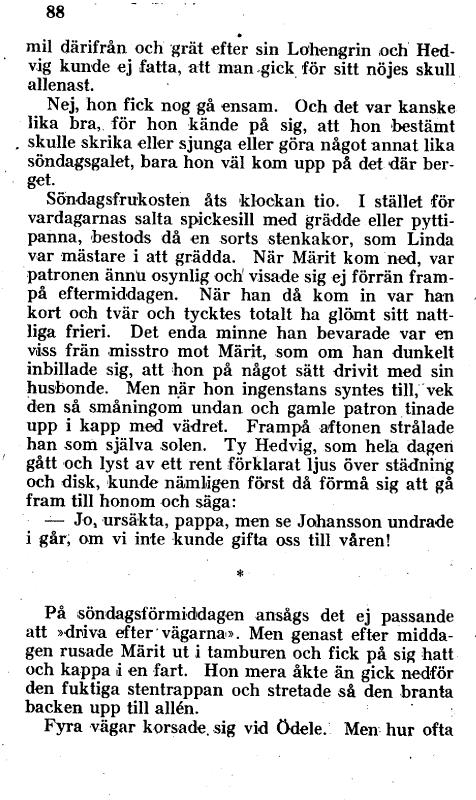 88
mil därifrån och grät efter sin Lohengrin och Hed-
vig kunde ej fatta, att man gick för sitt nöjes skull
allenast.
Nej, hon fick nog gå ensam. Och det var kanske
lika bra, för hon kände på sig, att hon bestämt
skulle skrika eller sjunga eller göra något annat lika
söndagsgalet, bara hon väl kom upp på det där ber-
get.
Söndagsfrukosten åts klockan tio. I stället för
vardagarnas salta spickesill med grädde eller pytti-
panna, bestods då en sorts stenkakor, som Linda
var mästare i att grädda. När Märit kom ned, var
patronen ännu osynlig och visade sig ej förrän fram-
på eftermiddagen. När han då kom in var han
kort och tvär och tycktes totalt ha glömt sitt natt-
liga frieri. Det enda minne han bevarade var en
viss från misstro mot Märit, som om han dunkelt
inbillade sig, att hon på något sätt drivit med sin
husbonde. Men när hon ingenstans syntes till, vek
den så småningom undan och gamle patron tinade
upp i kapp med vädret. Frampå aftonen strålade
han som själva solen. Ty Hedvig, som hela dagen
gått och lyst av ett rent förklarat ljus över städning
och disk, kunde nämligen först då förmå sig att gå
fram till honom och säga:
— Jo, ursäkta, pappa, men se Johansson undrade
i går, om vi inte kunde gifta oss till våren!
*
På söndagsförmiddagen ansågs det ej passande
att »driva efter vägarna». Men genast efter midda-
gen rusade Märit ut i tamburen och fick på sig hatt
och kappa i en fart. Hon mera åkte än gick nedför
den fuktiga stentrappan och stretade så den branta
backen upp till allén.
Fyra vägar korsade sig vid Ödele. Men hur ofta